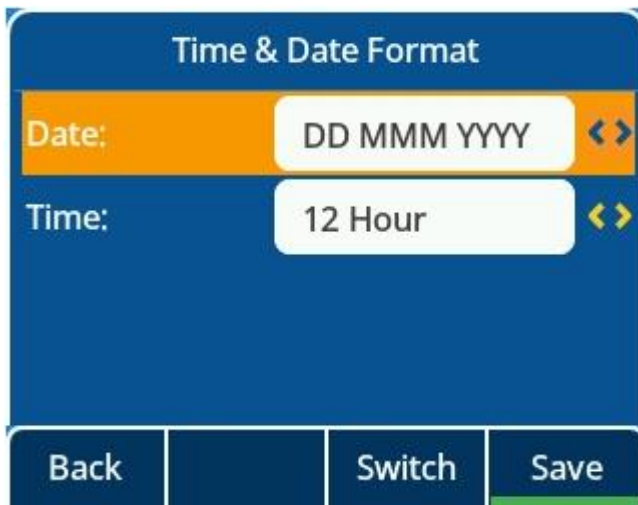 Time & Date Format
Date: DD MMM YYYY
Time: 12 Hour
Back Switch Save